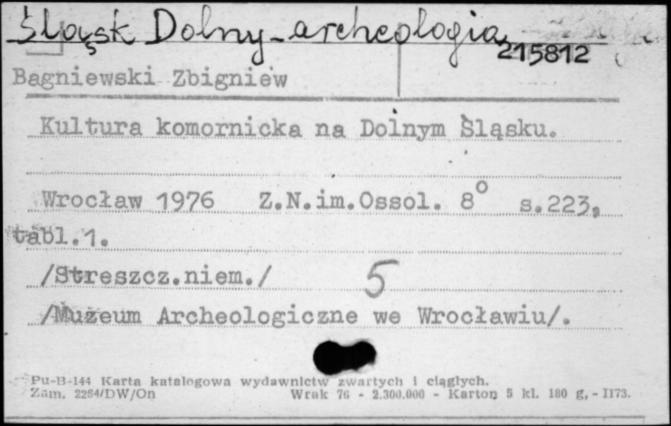 Śląsk Dolny - archeologia
215812
Bagniewski Zbigniew
Kultura komornicka na Dolnym Śląsku.
Wrocław 1976 Z.N.im.Ossol. 8° s.223,
tabl.1.
/Streszcz.niem./ 5
/Muzeum Archeologiczne we Wrocławiu/.
Pu-B-144 Karta katalogowa wydawnictw zwartych i ciągłych.
Zam. 2264/DW/On Wrak 76 - 2.300.000 - Karton 5 kl. 180 g, - II73.